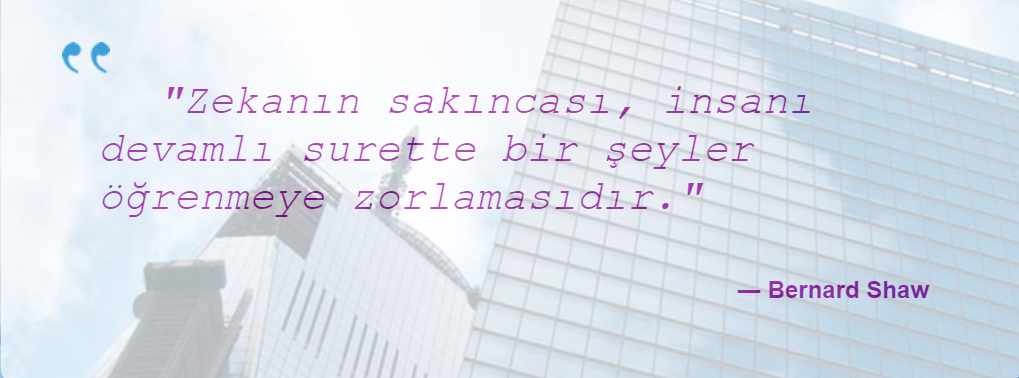 "Zekanın sakıncası, insanı
devamlı surette bir şeyler
öğrenmeye zorlamasıdır."
— Bernard Shaw